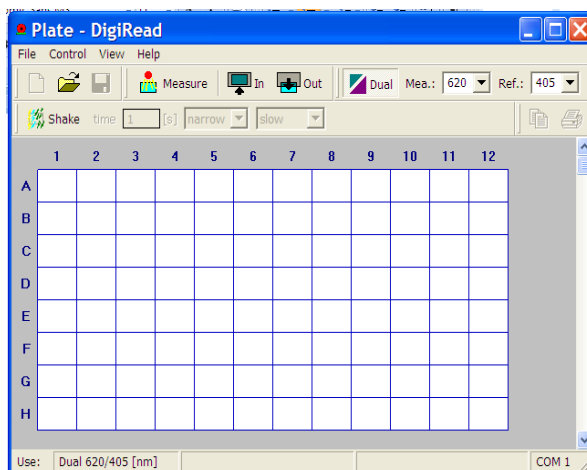 Plate - DigiRead
File Control View Help
Measure In Out Dual Mea.: 620 Ref.: 405
Shake time 1 [s] narrow slow
1 2 3 4 5 6 7 8 9 10 11 12
A
B
C
D
E
F
G
H
Use: Dual 620/405 [nm] COM 1